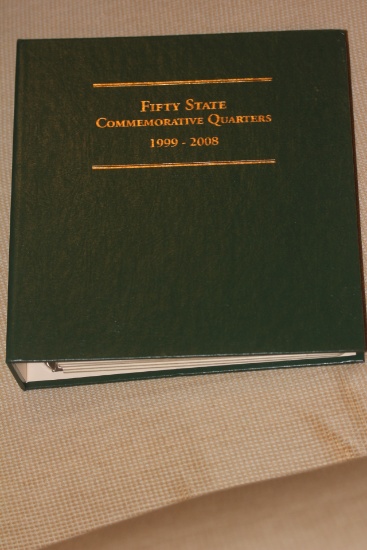 Fifty State
Commemorative Quarters
1999 - 2008